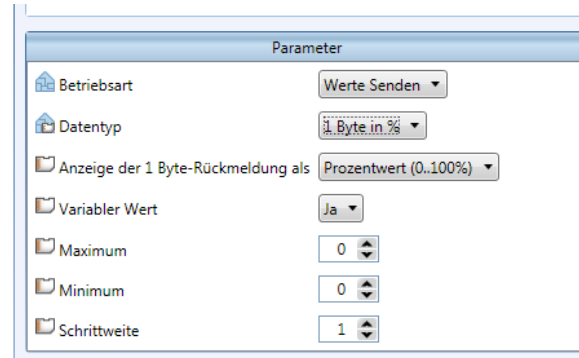 Parameter
Betriebsart Werte Senden
Datentyp 1 Byte in %
Anzeige der 1 Byte-Rückmeldung als Prozentwert (0..100%)
Variabler Wert Ja
Maximum 0
Minimum 0
Schrittweite 1